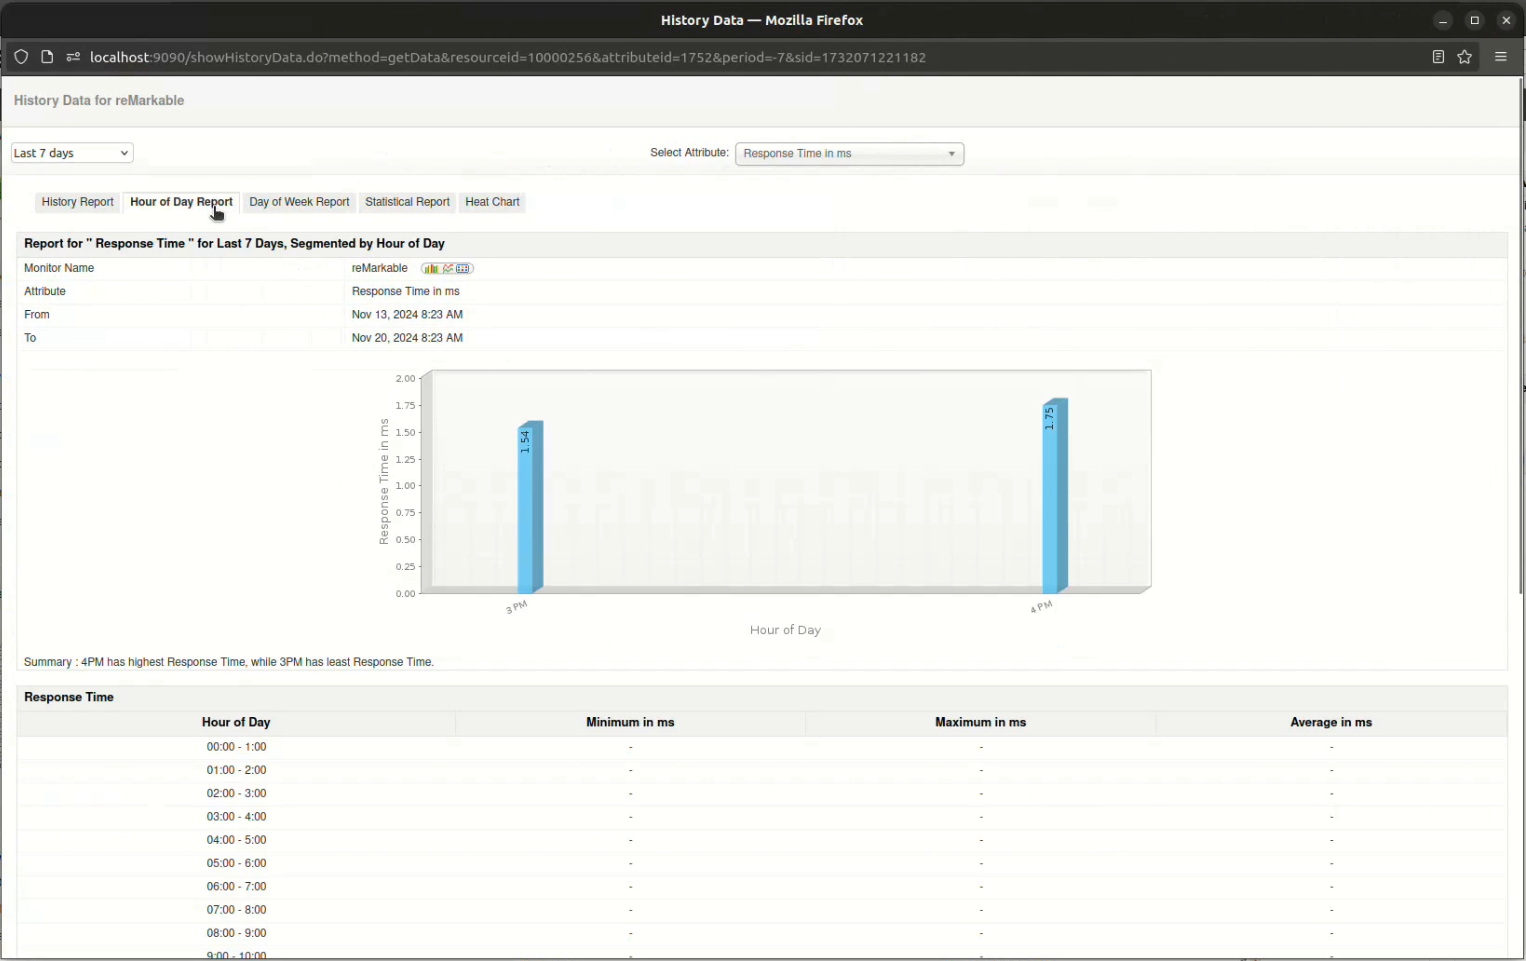 History Data — Mozilla Firefox
localhost:9090/showHistoryData.do?method=getData&resourceid=10000256&attributeid=1752&period=-7&sid=1732071221182
History Data for reMarkable
Last 7 days
Select Attribute: Response Time in ms
History Report Hour of Day Report Day of Week Report Statistical Report Heat Chart
Report for " Response Time " for Last 7 Days, Segmented by Hour of Day
Monitor Name reMarkable
Attribute Response Time in ms
From Nov 13, 2024 8:23 AM
To Nov 20, 2024 8:23 AM
Response Time in ms
2.00
1.75
1.50
1.25
1.00
0.75
0.50
0.25
0.00
1.54
1.75
3 PM 4 PM
Hour of Day
Summary : 4PM has highest Response Time, while 3PM has least Response Time.
Response Time
Hour of Day Minimum in ms Maximum in ms Average in ms
00:00 - 1:00 - - -
01:00 - 2:00 - - -
02:00 - 3:00 - - -
03:00 - 4:00 - - -
04:00 - 5:00 - - -
05:00 - 6:00 - - -
06:00 - 7:00 - - -
07:00 - 8:00 - - -
08:00 - 9:00 - - -
9:00 - 10:00 - - -